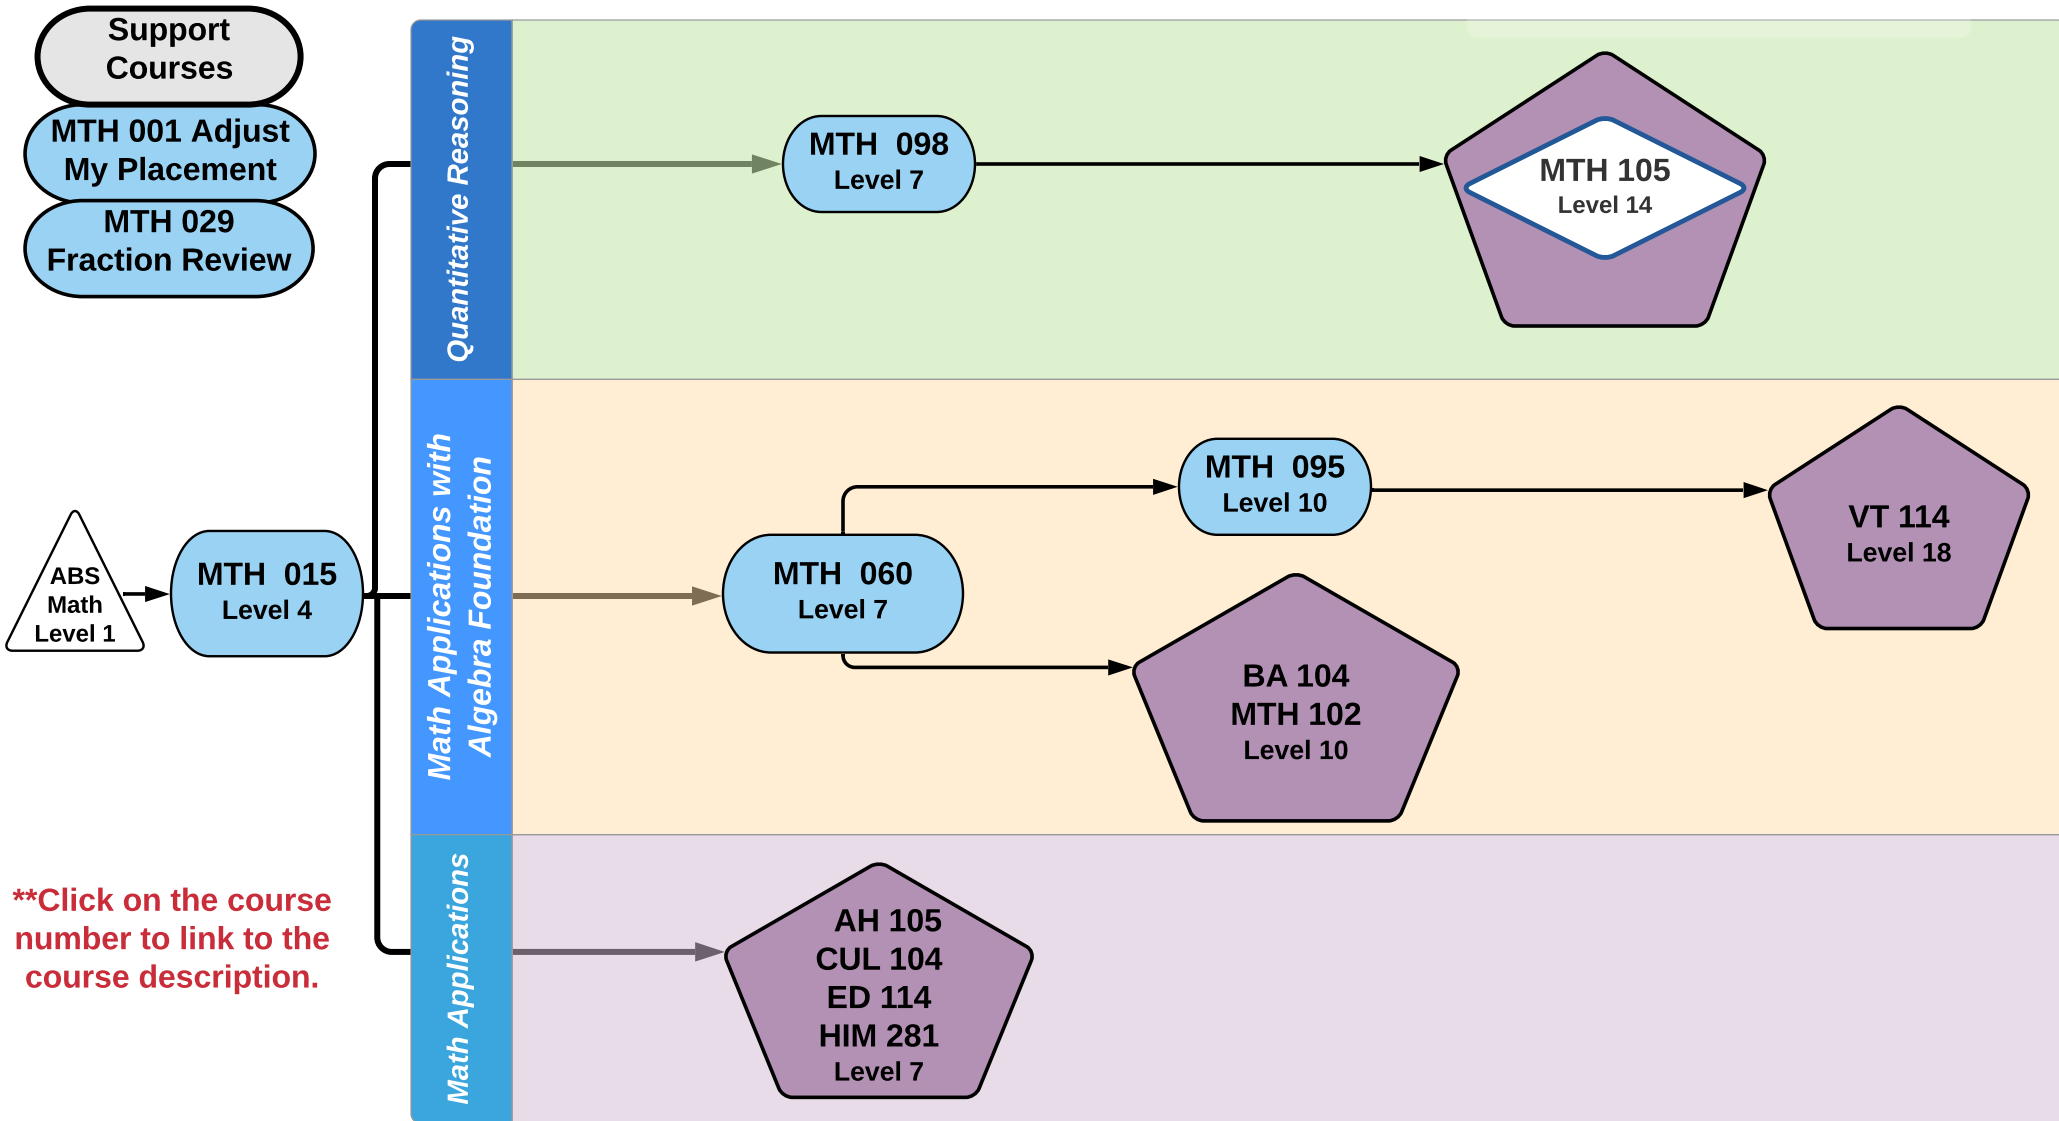 Support
Courses
MTH 001 Adjust
My Placement
MTH 029
Fraction Review
ABS
Math
Level 1
MTH 015
Level 4
**Click on the course
number to link to the
course description.
Quantitative Reasoning
MTH 098
Level 7
MTH 105
Level 14
Math Applications with
Algebra Foundation
MTH 060
Level 7
MTH 095
Level 10
VT 114
Level 18
BA 104
MTH 102
Level 10
Math Applications
AH 105
CUL 104
ED 114
HIM 281
Level 7